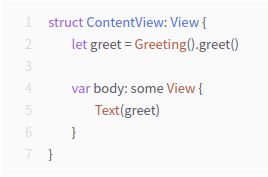 1 struct ContentView: View {
2 let greet = Greeting().greet()
3
4 var body: some View {
5 Text(greet)
6 }
7 }